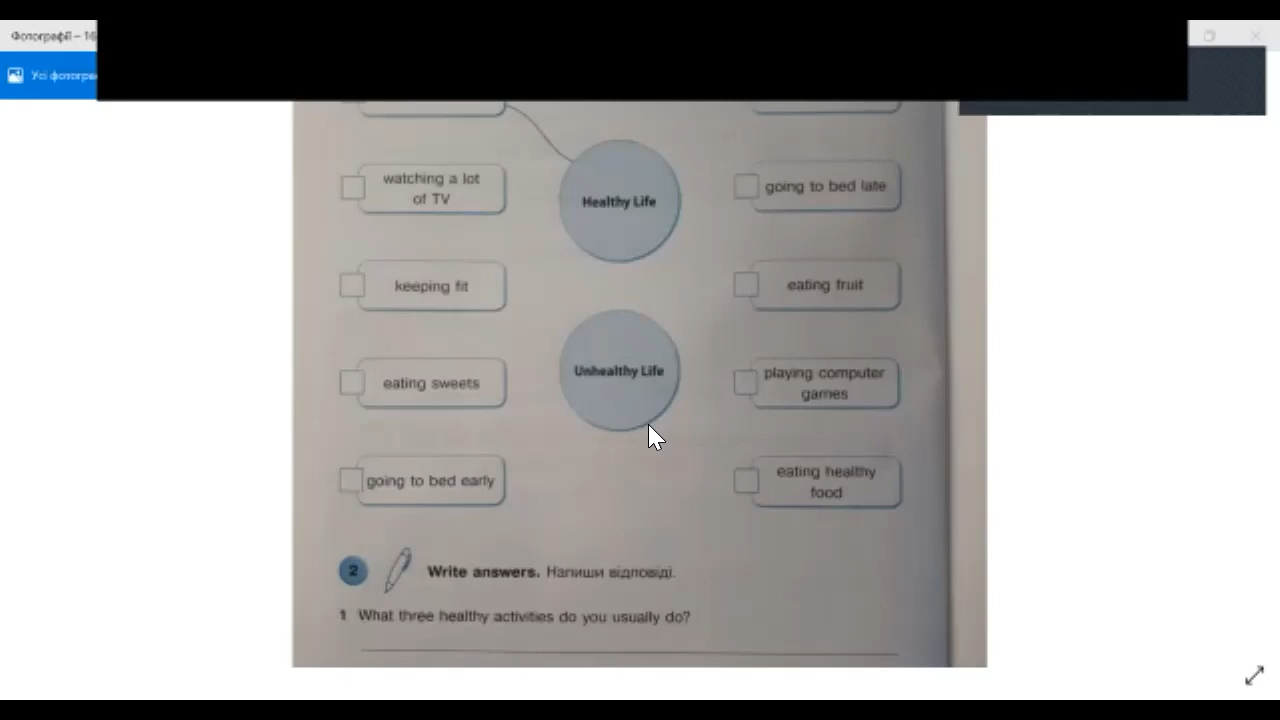 Фотографії – 16
Усі фотогра
watching a lot
of TV
keeping fit
eating sweets
going to bed early
Healthy Life
Unhealthy Life
going to bed late
eating fruit
playing computer
games
eating healthy
food
2 Write answers. Напиши відповіді.
1 What three healthy activities do you usually do?